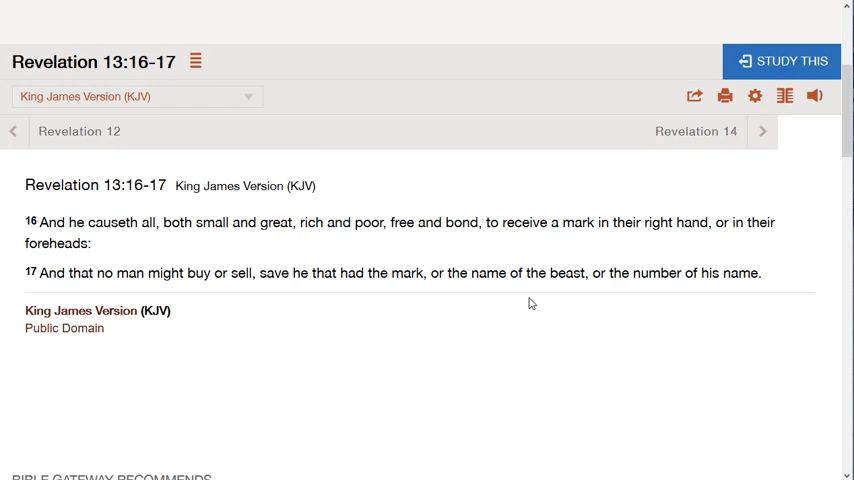 Revelation 13:16-17
STUDY THIS
King James Version (KJV)
Revelation 12
Revelation 14
Revelation 13:16-17 King James Version (KJV)
16 And he causeth all, both small and great, rich and poor, free and bond, to receive a mark in their right hand, or in their
foreheads:
17 And that no man might buy or sell, save he that had the mark, or the name of the beast, or the number of his name.
King James Version (KJV)
Public Domain
BIBLE GATEWAY RECOMMENDS